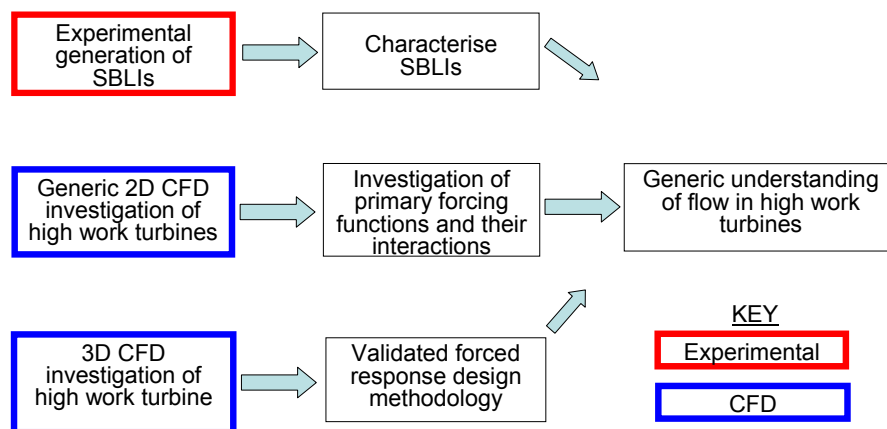 Experimental
generation of
SBLIs
Characterise
SBLIs
Generic 2D CFD
investigation of
high work turbines
Investigation of
primary forcing
functions and their
interactions
Generic understanding
of flow in high work
turbines
3D CFD
investigation of
high work turbine
Validated forced
response design
methodology
KEY
Experimental
CFD